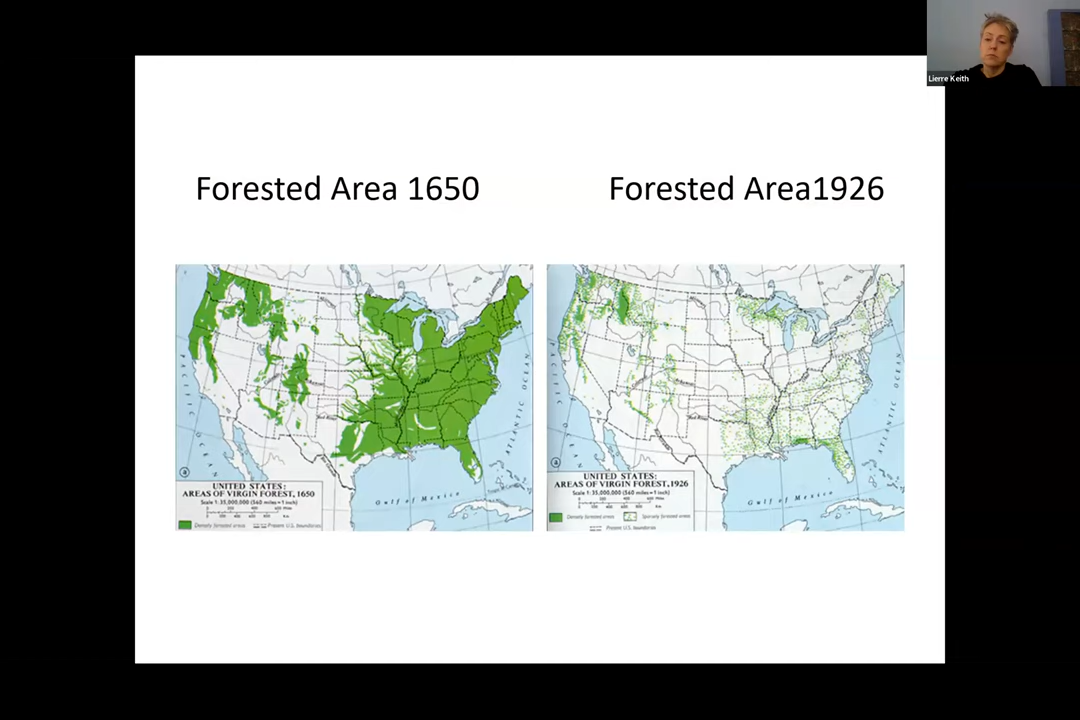 Lierre Keith
Forested Area 1650
Forested Area1926
PACIFIC
OCEAN
ATLANTIC OCEAN
Gulf of Mexico
a
UNITED STATES:
AREAS OF VIRGIN FOREST, 1650
Scale 1:35,000,000 (560 miles = 1 inch)
Densely forested areas
Present U.S. boundaries
PACIFIC
OCEAN
ATLANTIC OCEAN
Gulf of Mexico
UNITED STATES:
AREAS OF VIRGIN FOREST, 1926
Scale 1:35,000,000 (560 miles = 1 inch)
Densely forested areas
Sparsely forested areas
Present U.S. boundaries